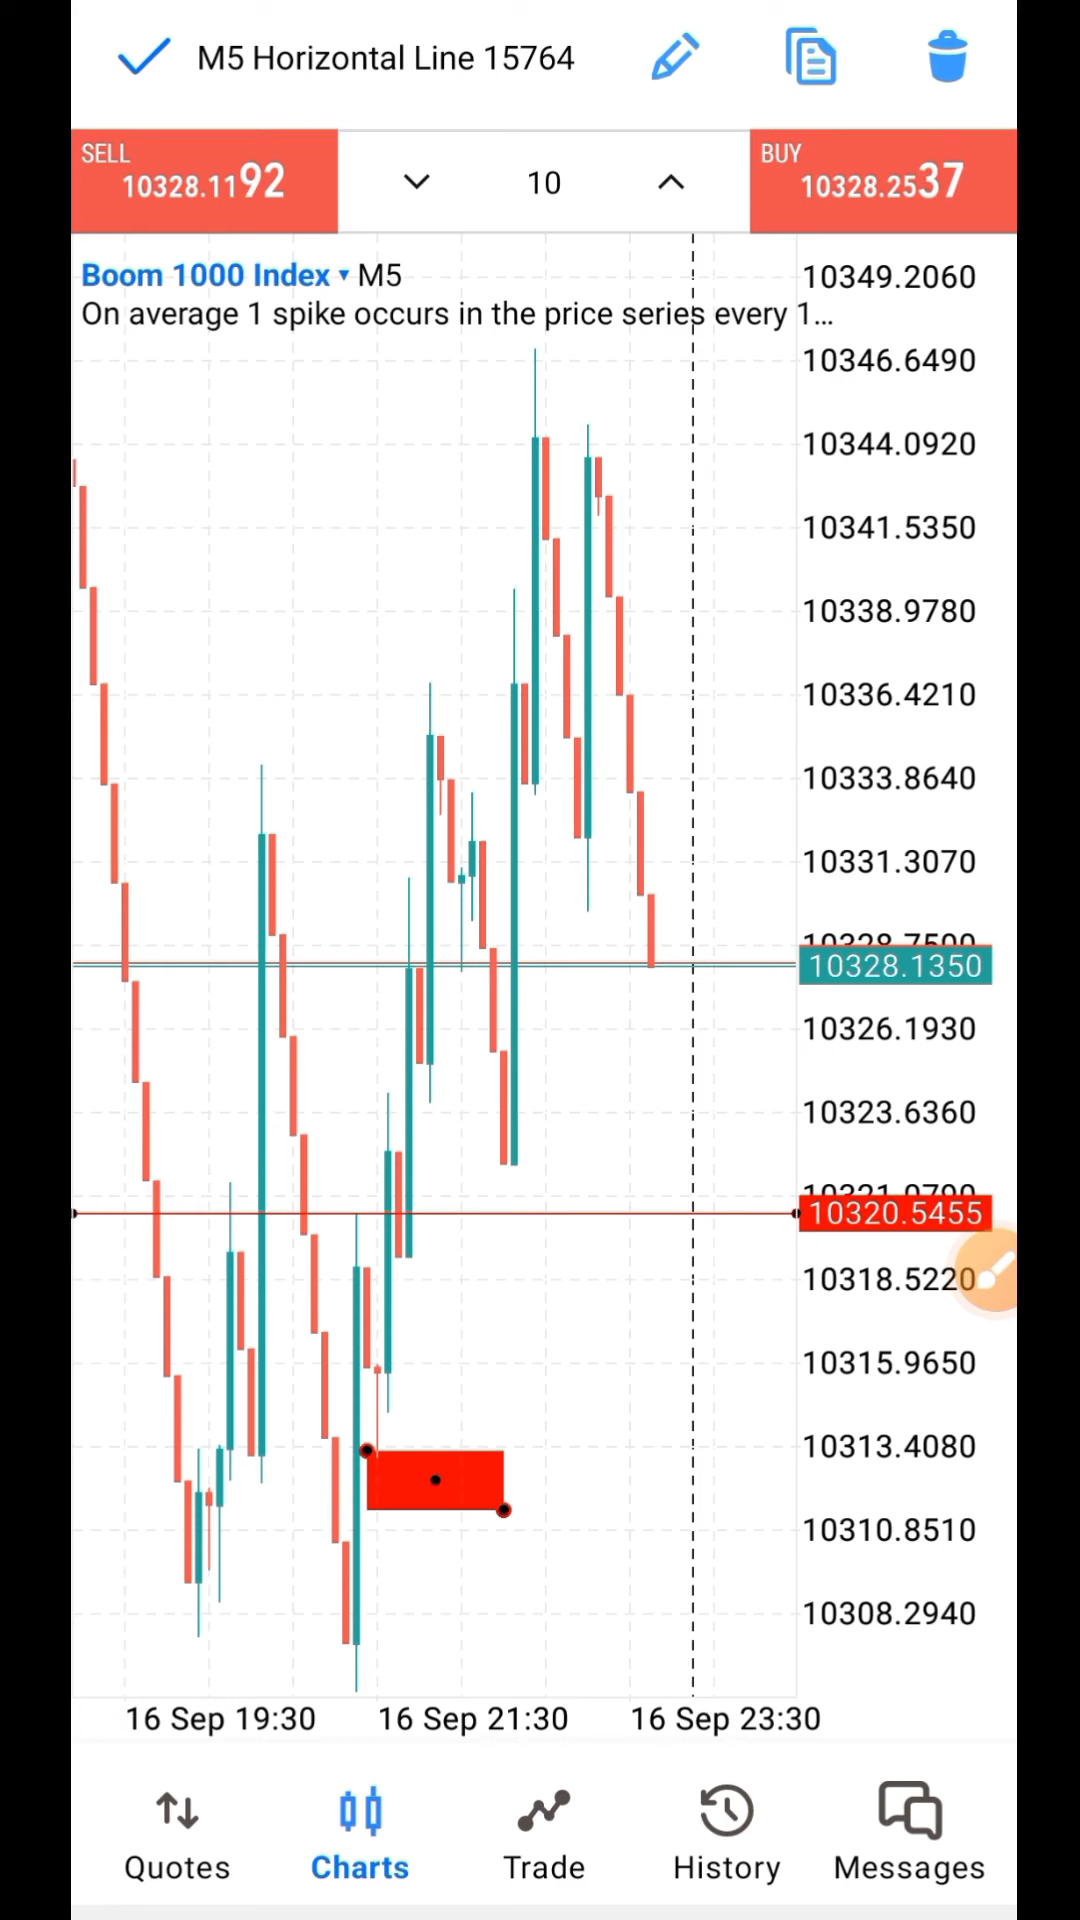 M5 Horizontal Line 15764
SELL
10328.1192
10
BUY
10328.2537
Boom 1000 Index ▾ M5
On average 1 spike occurs in the price series every 1...
10349.2060
10346.6490
10344.0920
10341.5350
10338.9780
10336.4210
10333.8640
10331.3070
10328.7500
10328.1350
10326.1930
10323.6360
10321.0790
10320.5455
10318.5220
10315.9650
10313.4080
10310.8510
10308.2940
16 Sep 19:30
16 Sep 21:30
16 Sep 23:30
Quotes
Charts
Trade
History
Messages